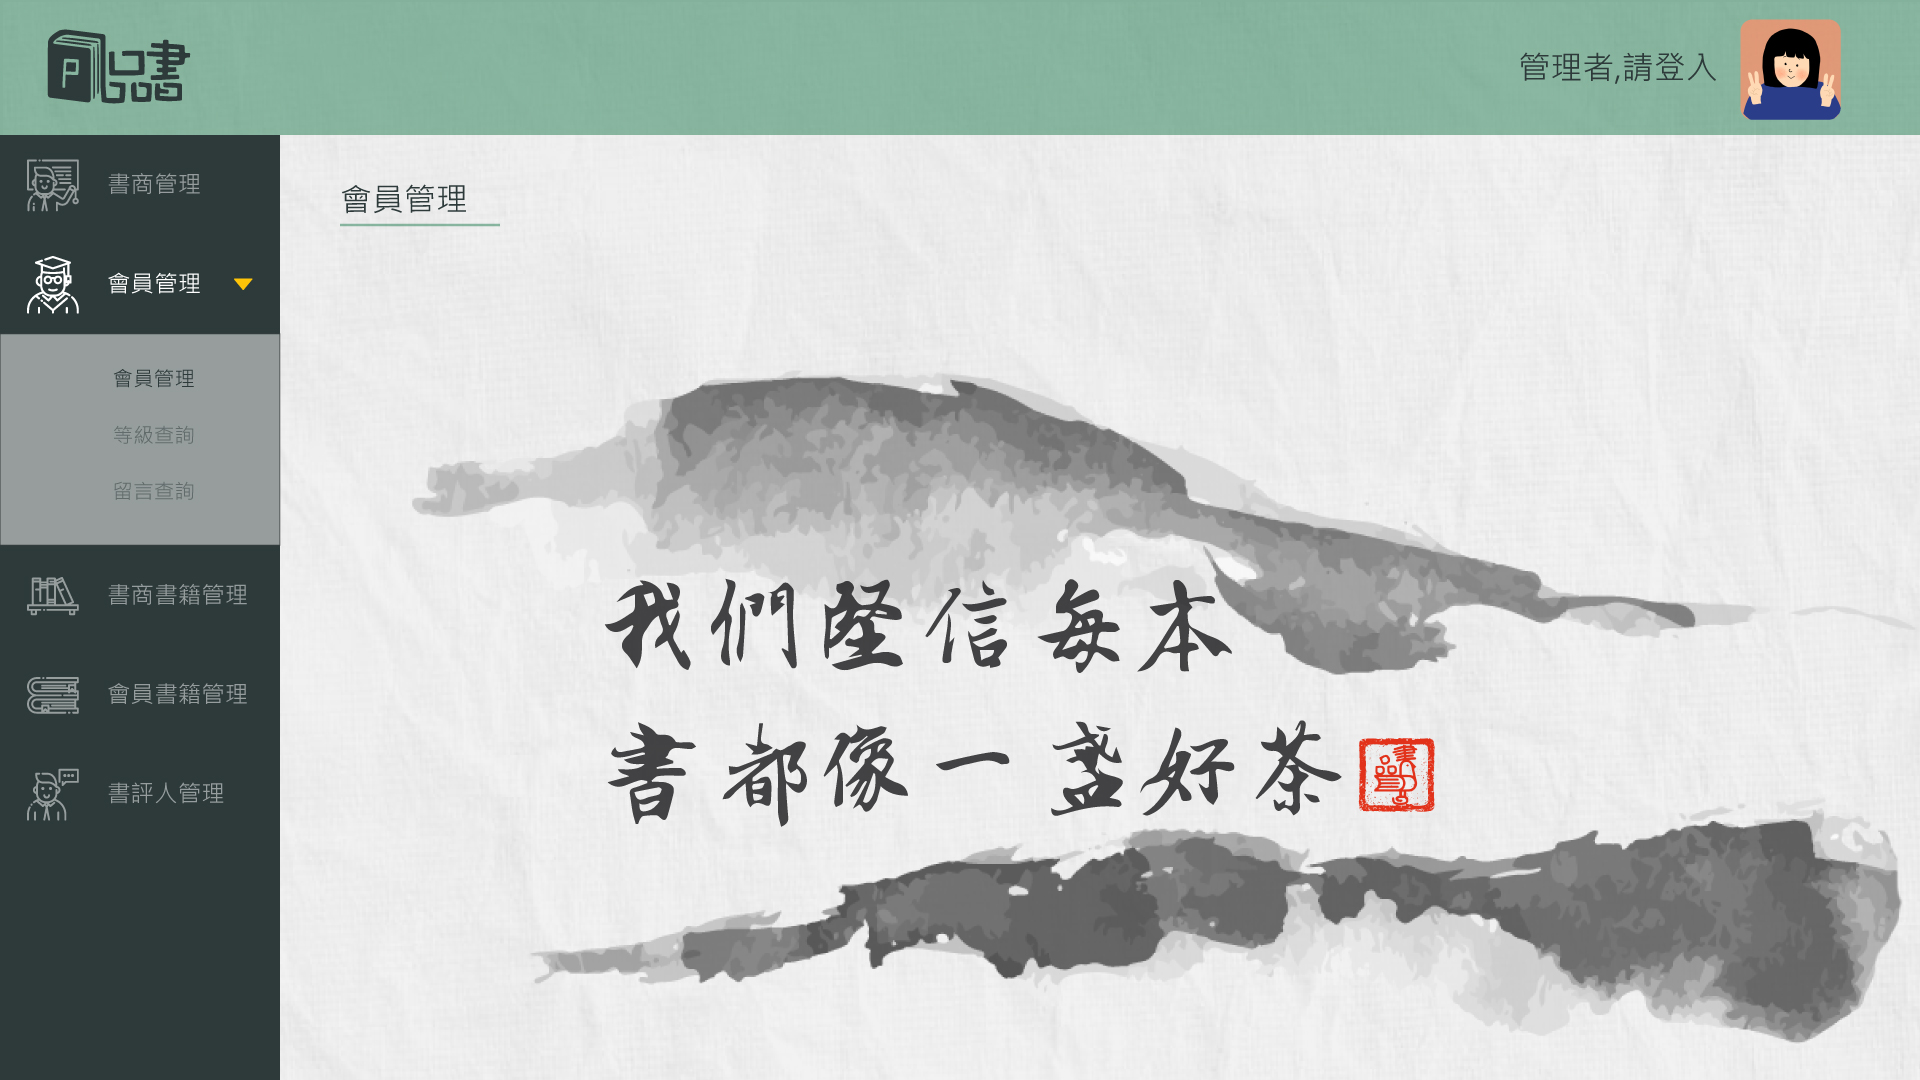 品書
管理者,請登入
書商管理
會員管理
會員管理
等級查詢
留言查詢
書商書籍管理
會員書籍管理
書評人管理
會員管理
我們堅信每本
書都像一盞好茶